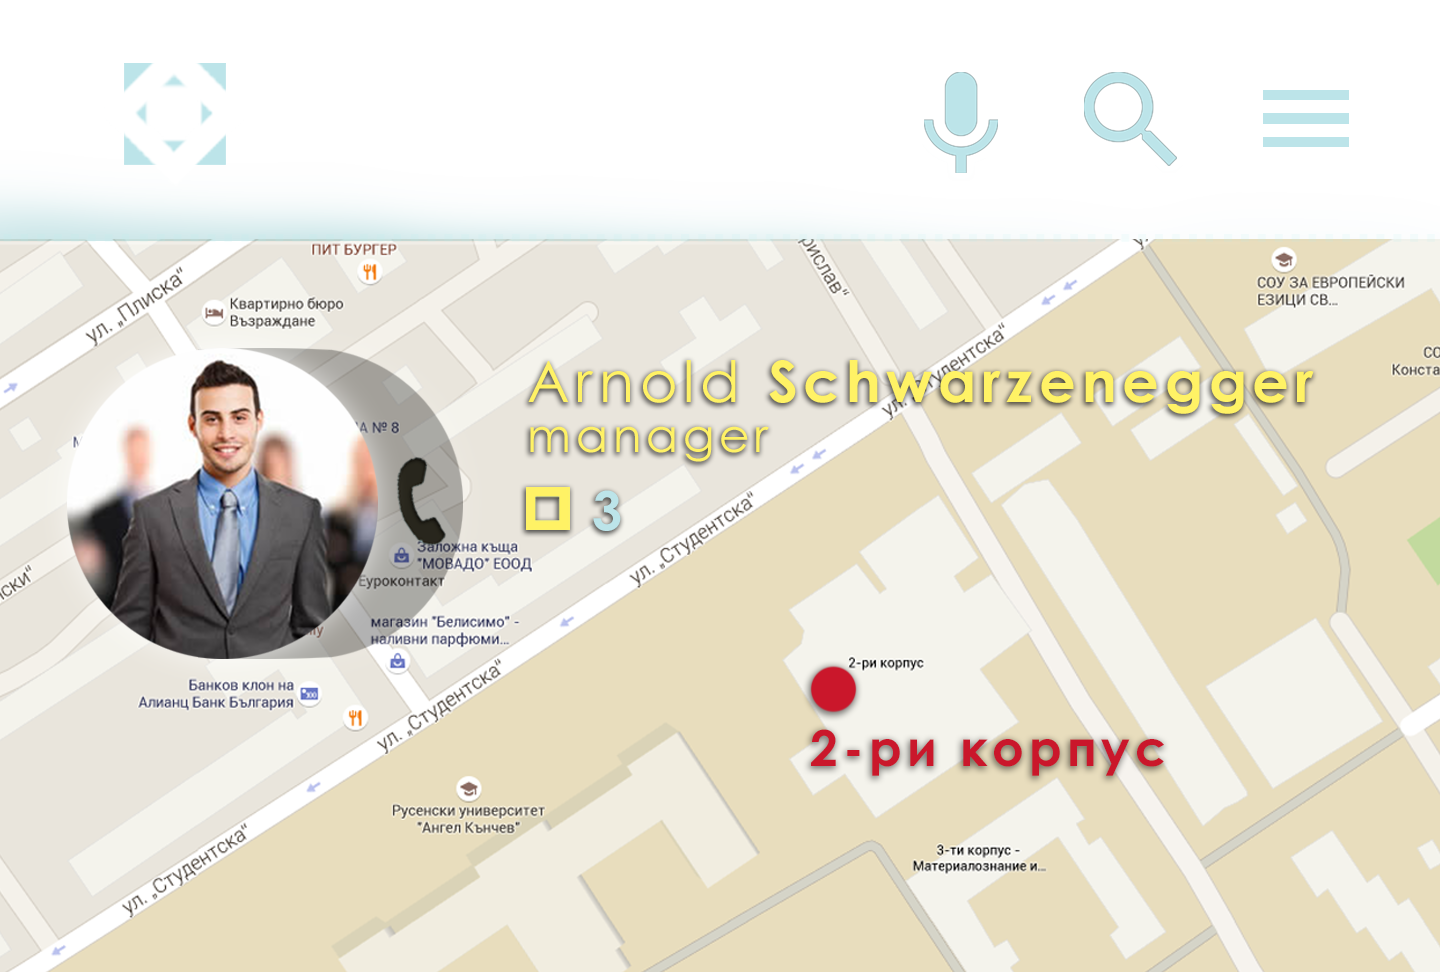 ПИТ БУРГЕР
ул. „Плиска“
Квартирно бюро
Възраждане
СОУ ЗА ЕВРОПЕЙСКИ
ЕЗИЦИ СВ...
ул. „Студентска“
Arnold Schwarzenegger
manager
3
№ 8
Заложна къща
"МОВАДО" ЕООД
Еуроконтакт
ул. „Студентска“
магазин "Белисимо" -
наливни парфюми...
2-ри корпус
Банков клон на
Алианц Банк България
ул. „Студентска“
2-ри корпус
Русенски университет
"Ангел Кънчев"
3-ти корпус -
Материалознание и...
ул. „Студентска“